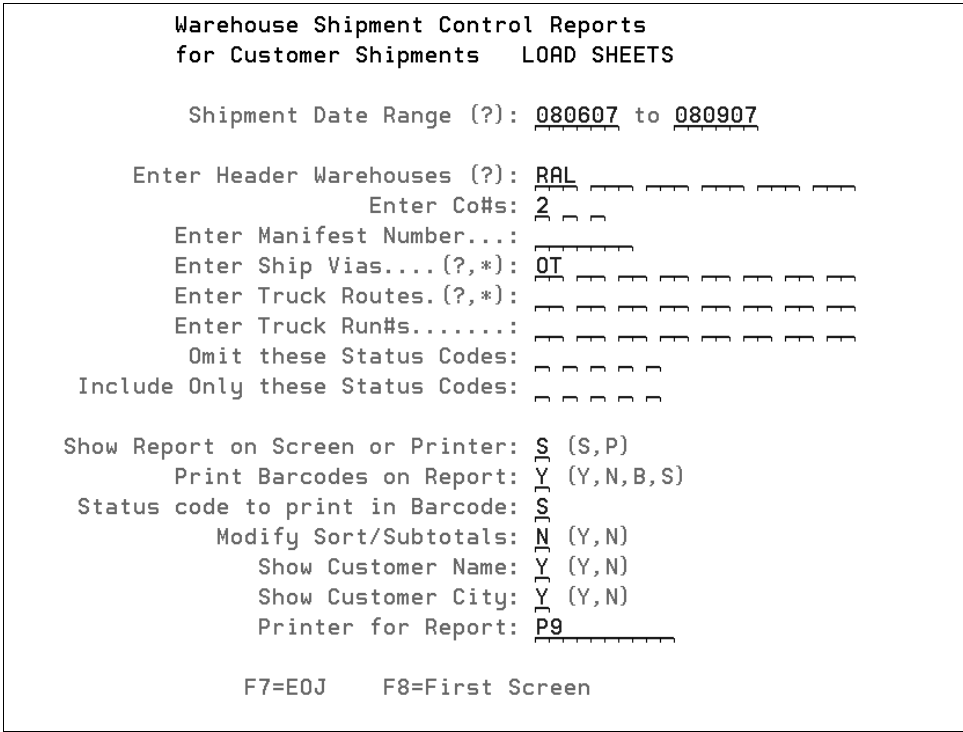 Warehouse Shipment Control Reports
for Customer Shipments   LOAD SHEETS
Shipment Date Range (?): 080607 to 080907
Enter Header Warehouses (?): RAL
Enter Co#s: 2
Enter Manifest Number...:
Enter Ship Vias....(?,*): OT
Enter Truck Routes.(?,*):
Enter Truck Run#s.......:
Omit these Status Codes:
Include Only these Status Codes:
Show Report on Screen or Printer: S (S,P)
Print Barcodes on Report: Y (Y,N,B,S)
Status code to print in Barcode: S
Modify Sort/Subtotals: N (Y,N)
Show Customer Name: Y (Y,N)
Show Customer City: Y (Y,N)
Printer for Report: P9
F7=EOJ    F8=First Screen